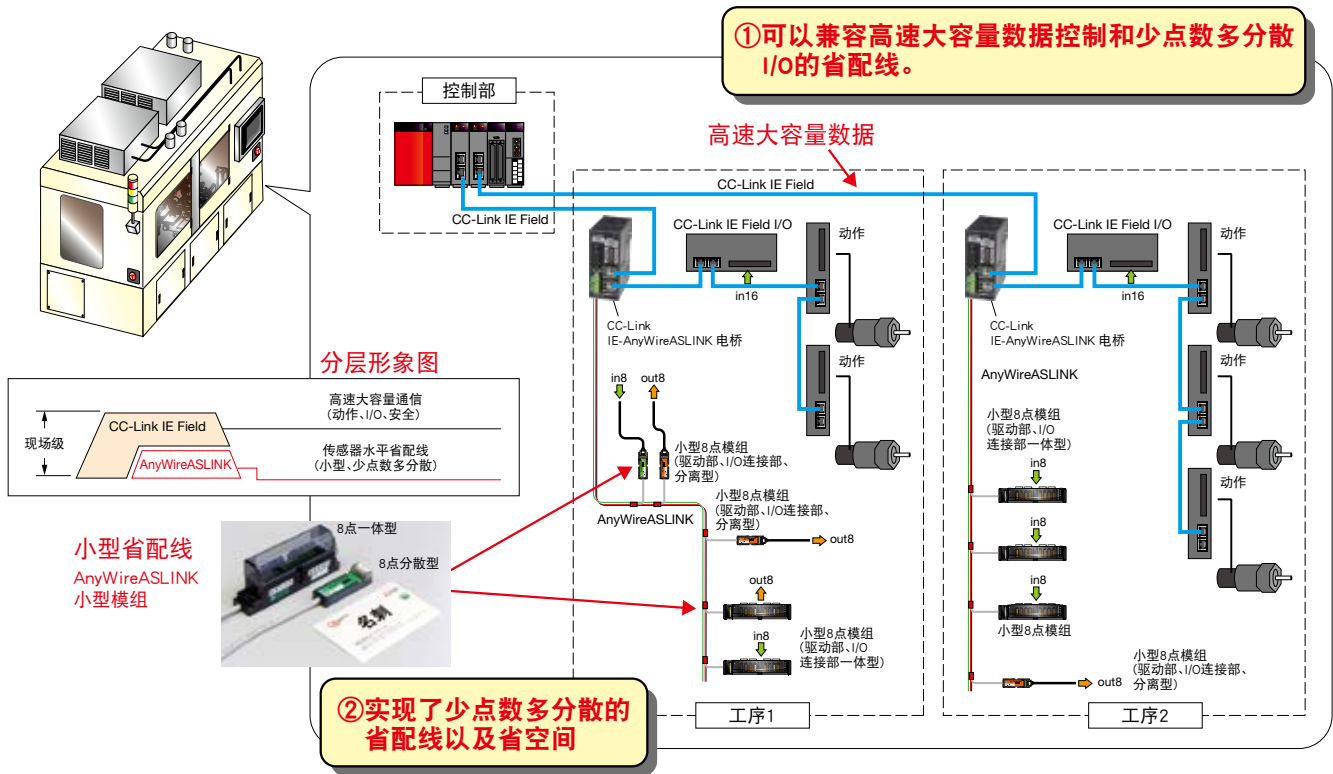 ①可以兼容高速大容量数据控制和少点数多分散
I/O的省配线。
控制部
高速大容量数据
CC-Link IE Field
CC-Link IE Field
CC-Link IE Field I/O
动作
in16
CC-Link
IE-AnyWireASLINK 电桥
动作
in8
out8
小型8点模组
(驱动部、I/O连接部、
分离型)
AnyWireASLINK
小型8点模组
(驱动部、I/O连接部、
分离型)
out8
out8
in8
小型8点模组
(驱动部、I/O
连接部一体型)
工序1
CC-Link IE Field I/O
动作
in16
CC-Link
IE-AnyWireASLINK 电桥
动作
AnyWireASLINK
小型8点模组
(驱动部、I/O
连接部一体型)
in8
in8
动作
in8
小型8点模组
小型8点模组
(驱动部、I/O连接部、
分离型)
out8
工序2
分层形象图
现场级
CC-Link IE Field
AnyWireASLINK
高速大容量通信
(动作、I/O、安全)
传感器水平省配线
(小型、少点数多分散)
小型省配线
AnyWireASLINK
小型模组
8点一体型
8点分散型
名刺
②实现了少点数多分散的
省配线以及省空间